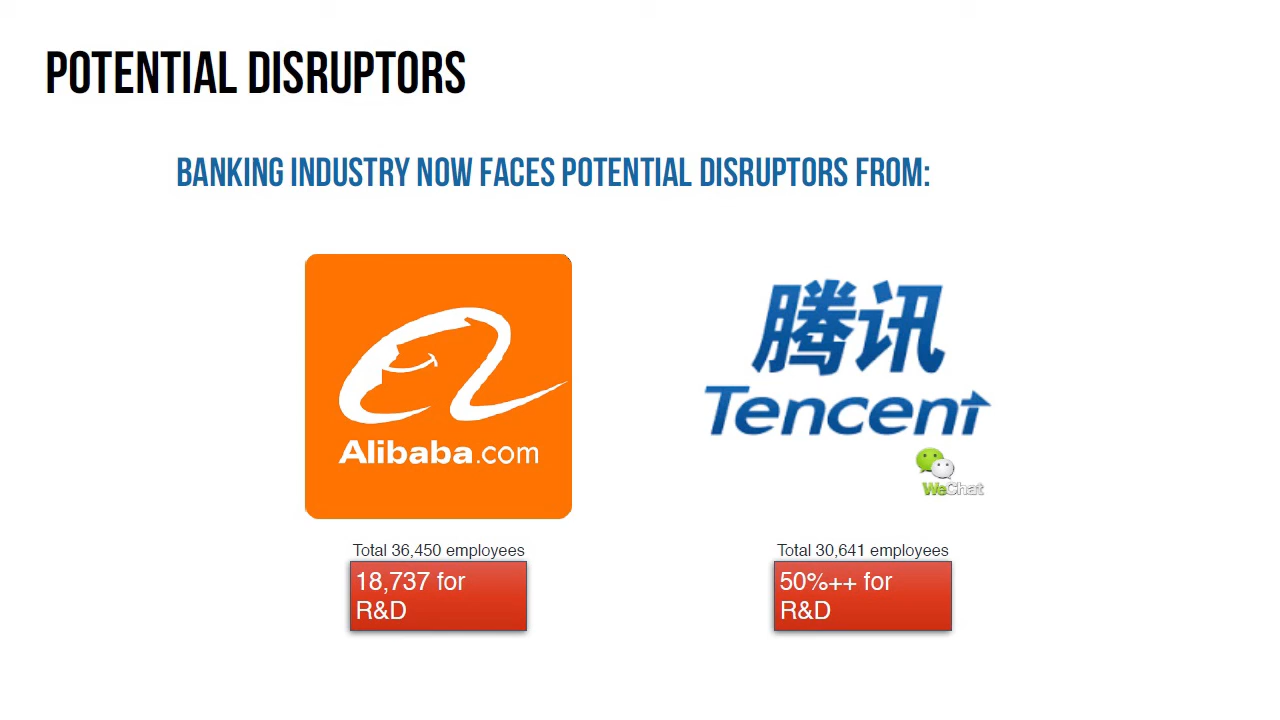 POTENTIAL DISRUPTORS
BANKING INDUSTRY NOW FACES POTENTIAL DISRUPTORS FROM:
Alibaba.com
腾讯
Tencent
WeChat
Total 36,450 employees
18,737 for
R&D
Total 30,641 employees
50%++ for
R&D